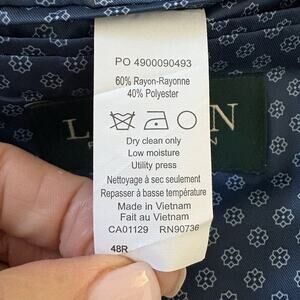 PO 4900090493
60% Rayon-Rayonne
40% Polyester
Dry clean only
Low moisture
Utility press
Nettoyage à sec seulement
Repasser à basse température
Made in Vietnam
Fait au Vietnam
CA01129 RN90736
48R